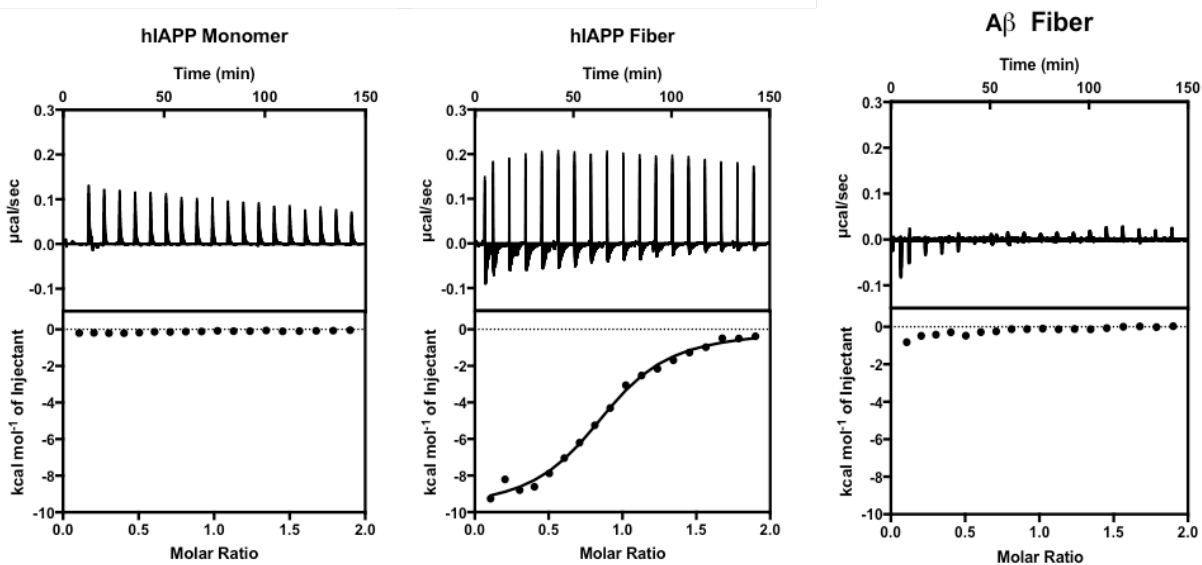 hIAPP Monomer
Time (min)
0 50 100 150
0.3
0.2
0.1
0.0
-0.1
µcal/sec
0
-2
-4
-6
-8
-10
kcal mol⁻¹ of Injectant
0.0 0.5 1.0 1.5 2.0
Molar Ratio
hIAPP Fiber
Time (min)
0 50 100 150
0.3
0.2
0.1
0.0
-0.1
µcal/sec
0
-2
-4
-6
-8
-10
kcal mol⁻¹ of Injectant
0.0 0.5 1.0 1.5 2.0
Molar Ratio
Aβ Fiber
Time (min)
0 50 100 150
0.3
0.2
0.1
0.0
-0.1
µcal/sec
0
-2
-4
-6
-8
-10
kcal mol⁻¹ of Injectant
0.0 0.5 1.0 1.5 2.0
Molar Ratio